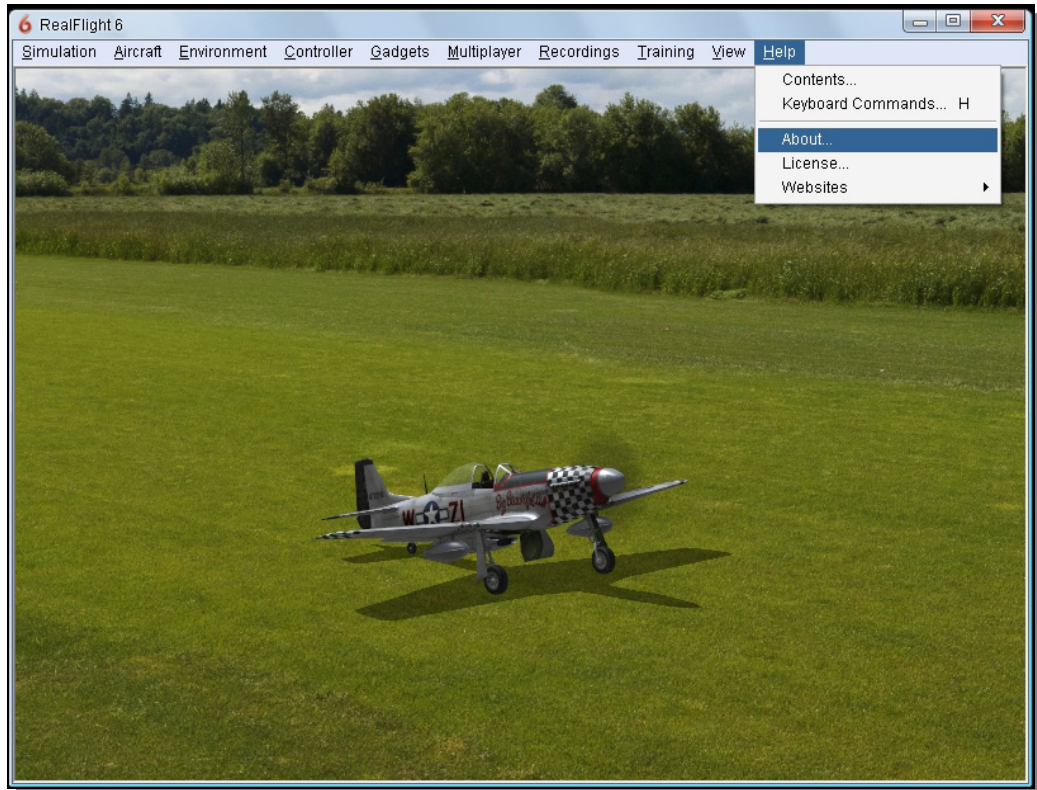 6 RealFlight 6
Simulation Aircraft Environment Controller Gadgets Multiplayer Recordings Training View Help
Contents...
Keyboard Commands... H
About...
License...
Websites
W ZI